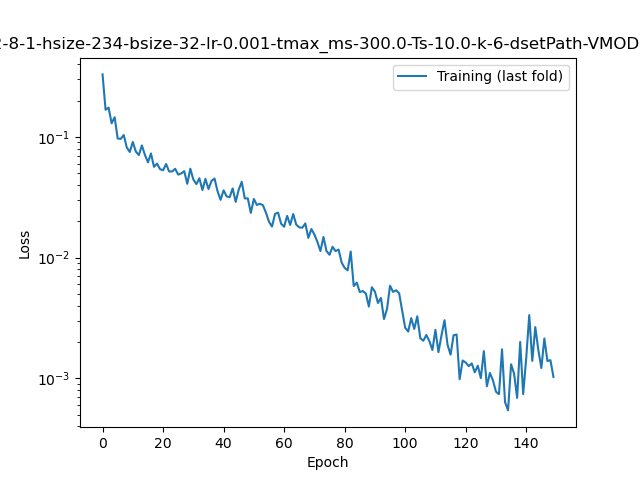 -8-1-hsize-234-bsize-32-lr-0.001-tmax_ms-300.0-Ts-10.0-k-6-dsetPath-VMOD
Training (last fold)
10⁻¹
10⁻²
10⁻³
Loss
0 20 40 60 80 100 120 140
Epoch